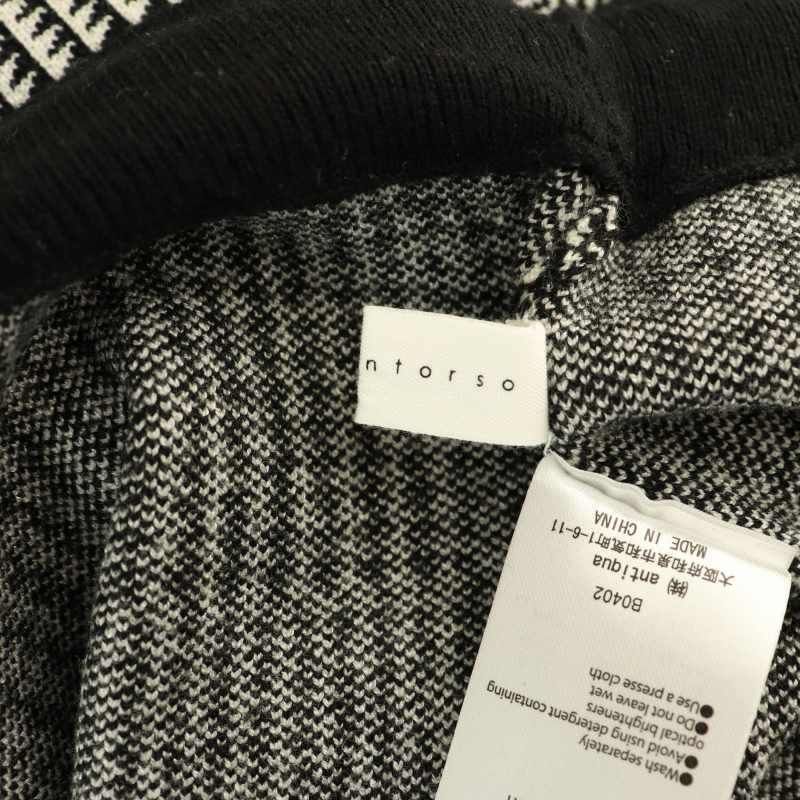 ntorso
●Wash separately
●Avoid using detergent containing
optical brighteners
●Do not leave wet
●Use a presse cloth
B0402
㈱ antiqua
大阪府和泉市和気町1-6-11
MADE IN CHINA